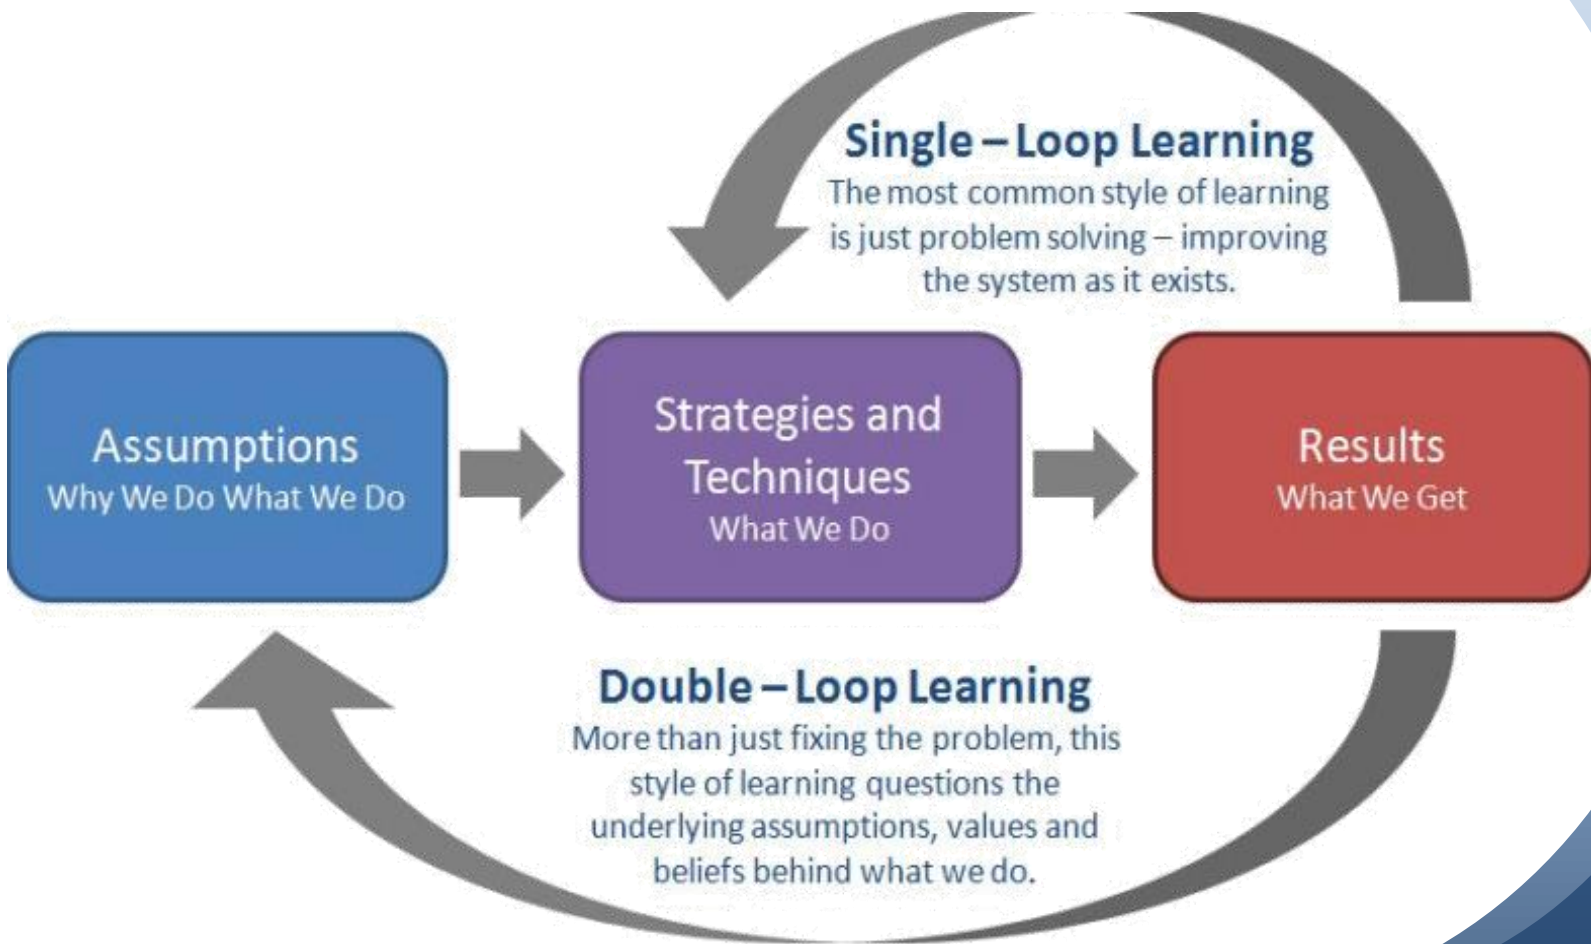 Single – Loop Learning
The most common style of learning
is just problem solving – improving
the system as it exists.
Assumptions
Why We Do What We Do
Strategies and
Techniques
What We Do
Results
What We Get
Double – Loop Learning
More than just fixing the problem, this
style of learning questions the
underlying assumptions, values and
beliefs behind what we do.